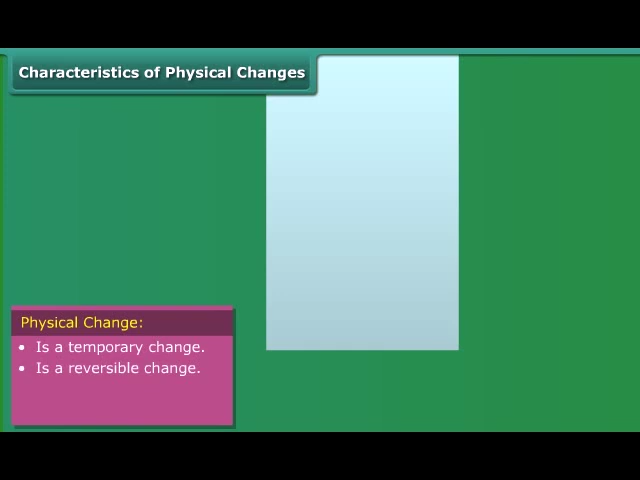 Characteristics of Physical Changes
Physical Change:
• Is a temporary change.
• Is a reversible change.